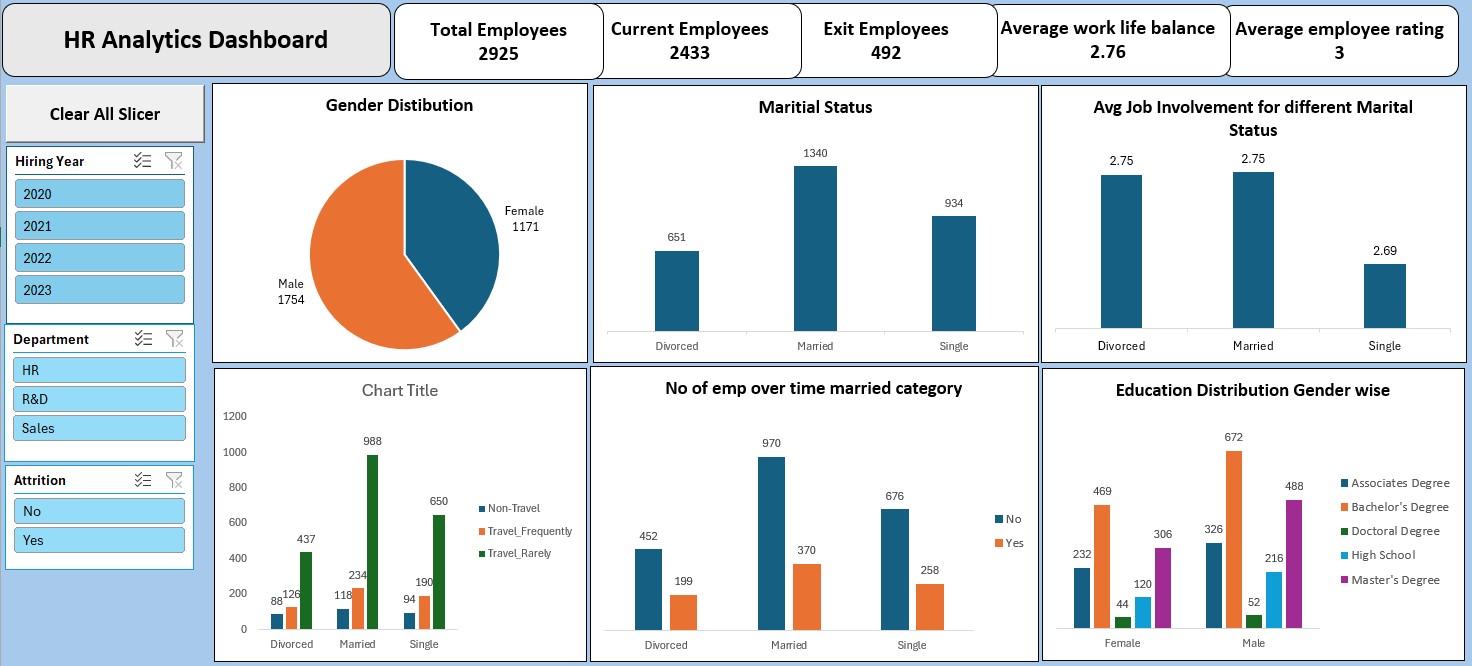 HR Analytics Dashboard
Total Employees
2925
Current Employees
2433
Exit Employees
492
Average work life balance
2.76
Average employee rating
3
Clear All Slicer
Hiring Year
2020
2021
2022
2023
Department
HR
R&D
Sales
Attrition
No
Yes
Gender Distibution
Female
1171
Male
1754
Maritial Status
651
1340
934
Divorced
Married
Single
Avg Job Involvement for different Marital
Status
2.75
2.75
2.69
Divorced
Married
Single
Chart Title
1200
1000
800
600
400
200
0
88
126
437
118
234
988
94
190
650
Divorced
Married
Single
Non-Travel
Travel_Frequently
Travel_Rarely
No of emp over time married category
452
199
970
370
676
258
Divorced
Married
Single
No
Yes
Education Distribution Gender wise
232
469
44
120
306
326
672
52
216
488
Female
Male
Associates Degree
Bachelor's Degree
Doctoral Degree
High School
Master's Degree